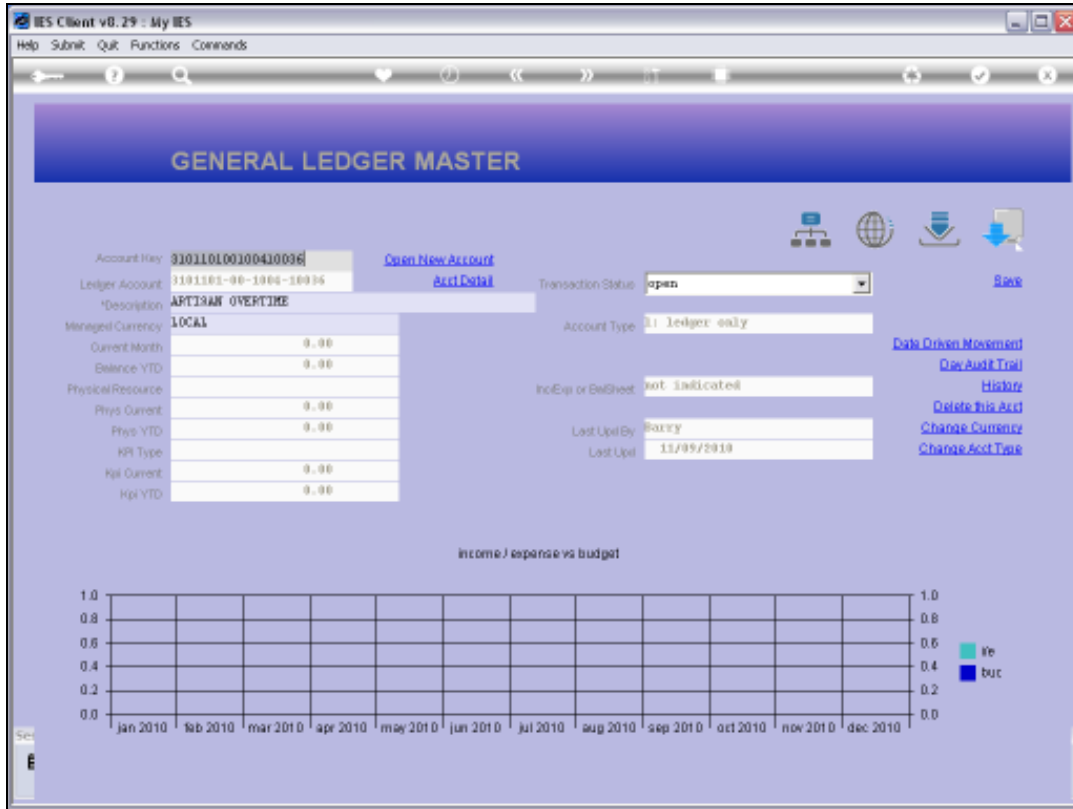 IES Client v8.29 : My IES
Help Submit Quit Functions Commands
GENERAL LEDGER MASTER
Account Key 310110100100410036 Open New Account
Ledger Account 3101101-00-1004-10036 Acct Detail Transaction Status open Save
*Description ARTISAN OVERTIME
Managed Currency LOCAL Account Type 1: ledger only
Current Month 0.00 Date Driven Movement
Balance YTD 0.00 Day Audit Trail
Physical Resource Inc/Exp or BalSheet not indicated History
Phys Current 0.00 Delete this Acct
Phys YTD 0.00 Last Upd By Barry Change Currency
KPI Type Last Upd 11/09/2010 Change Acct Type
Kpi Current 0.00
Kpi YTD 0.00
income / expense vs budget
1.0 1.0
0.8 0.8
0.6 0.6 i/e
0.4 0.4 buc
0.2 0.2
0.0 0.0
jan 2010 feb 2010 mar 2010 apr 2010 may 2010 jun 2010 jul 2010 aug 2010 sep 2010 oct 2010 nov 2010 dec 2010